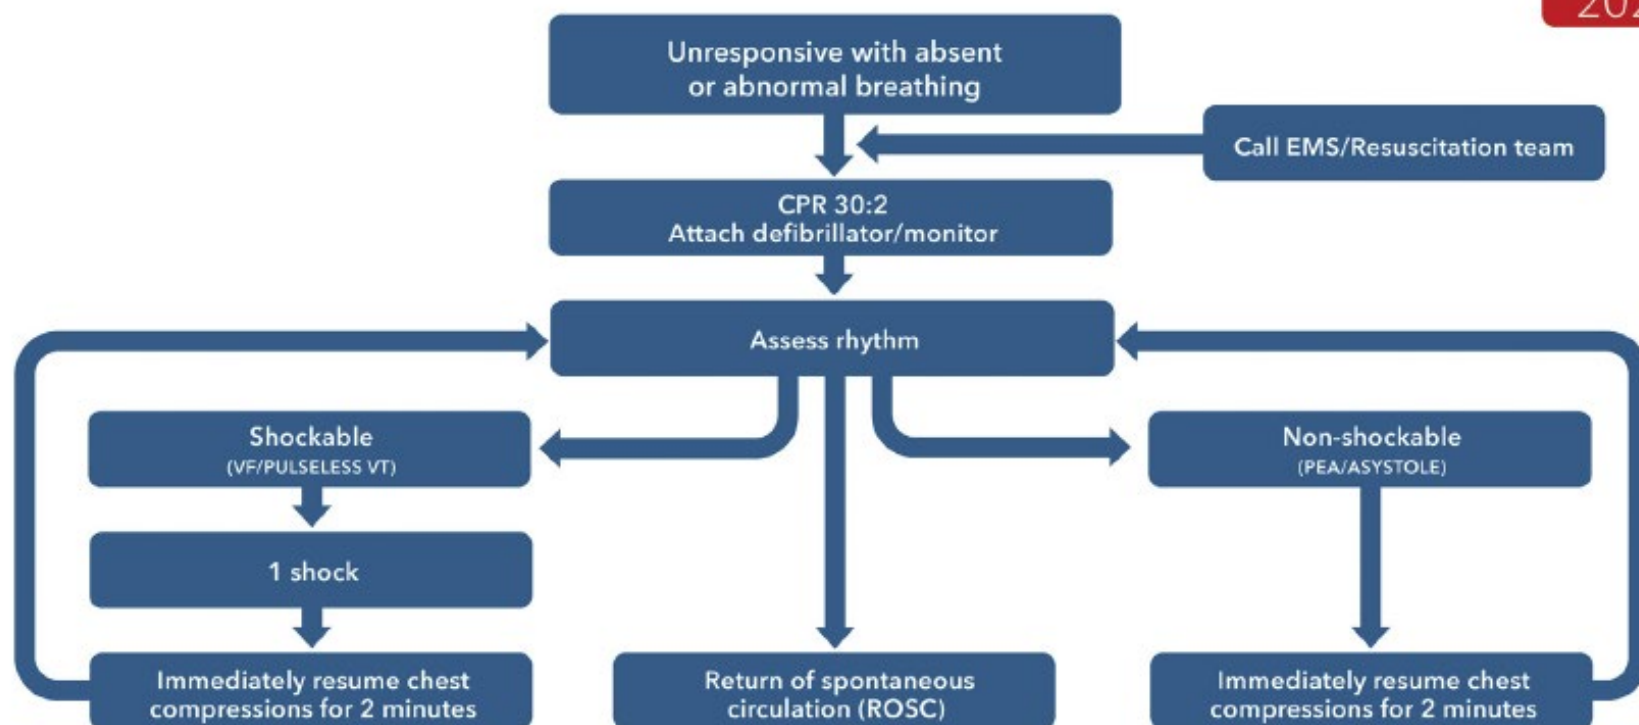 202
Unresponsive with absent
or abnormal breathing
Call EMS/Resuscitation team
CPR 30:2
Attach defibrillator/monitor
Assess rhythm
Shockable
(VF/PULSELESS VT)
Non-shockable
(PEA/ASYSTOLE)
1 shock
Immediately resume chest
compressions for 2 minutes
Return of spontaneous
circulation (ROSC)
Immediately resume chest
compressions for 2 minutes